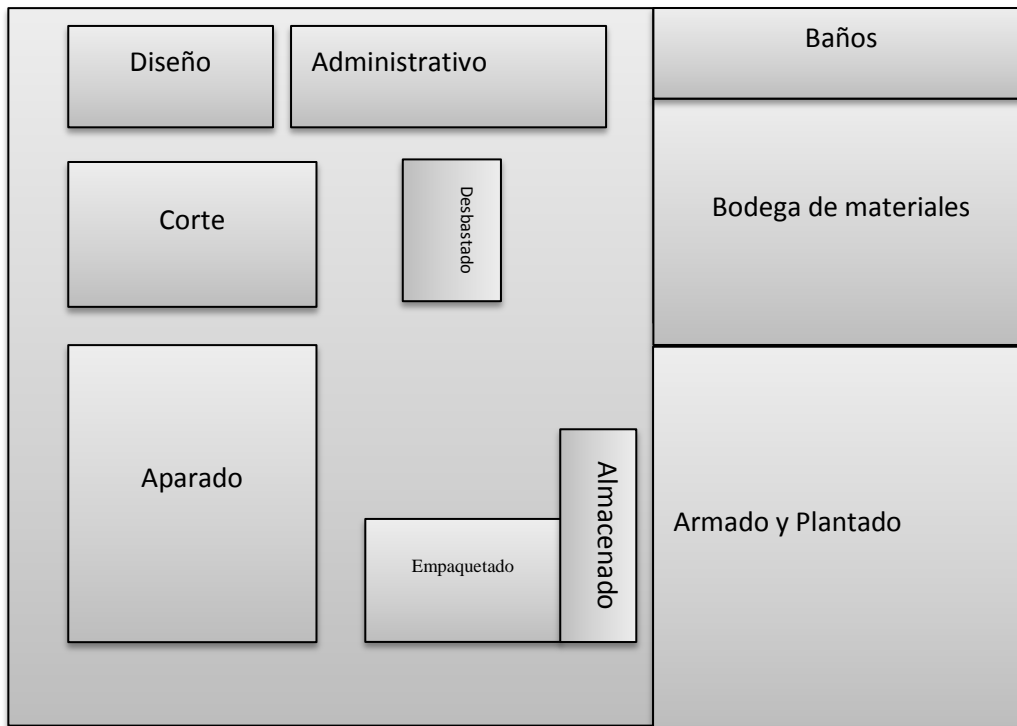 Diseño
Administrativo
Baños
Corte
Desbastado
Bodega de materiales
Aparado
Empaquetado
Almacenado
Armado y Plantado